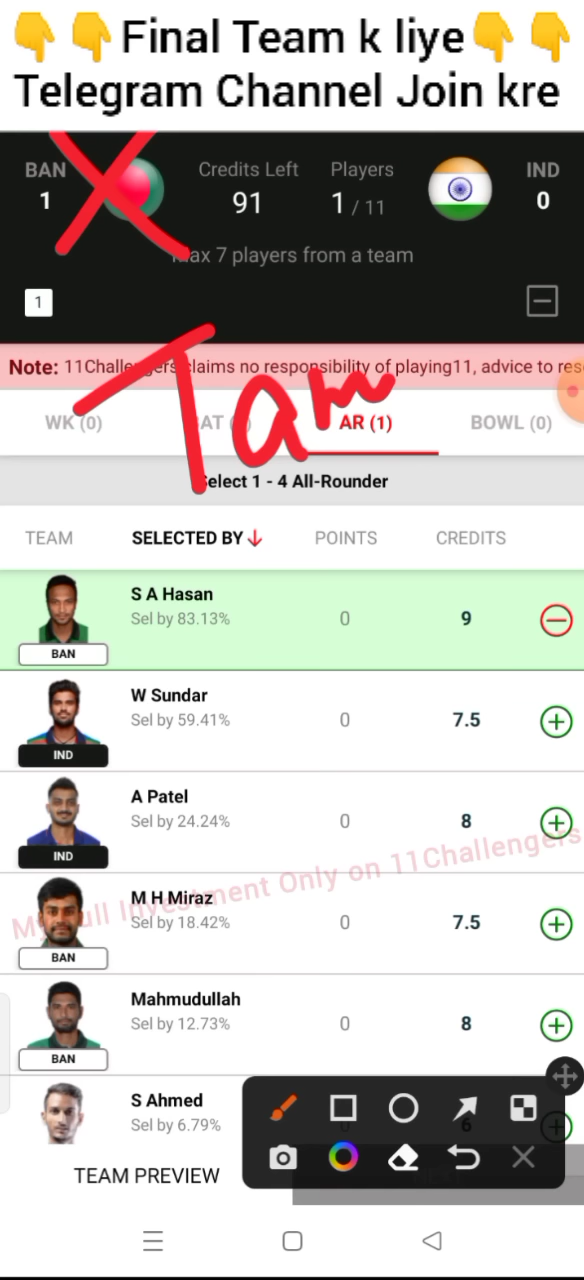 Final Team k liye
Telegram Channel Join kre
BAN
1
Credits Left
91
Players
1 / 11
IND
0
Max 7 players from a team
1
Note: 11Challengers claims no responsibility of playing11, advice to res
Tam
WK (0)
AR (1)
BOWL (0)
Select 1 - 4 All-Rounder
TEAM
SELECTED BY
POINTS
CREDITS
S A Hasan
Sel by 83.13%
0
9
BAN
W Sundar
Sel by 59.41%
0
7.5
IND
A Patel
Sel by 24.24%
0
8
IND
My Full Investment Only on 11Challengers
M H Miraz
Sel by 18.42%
0
7.5
BAN
Mahmudullah
Sel by 12.73%
0
8
BAN
S Ahmed
Sel by 6.79%
0
6
TEAM PREVIEW